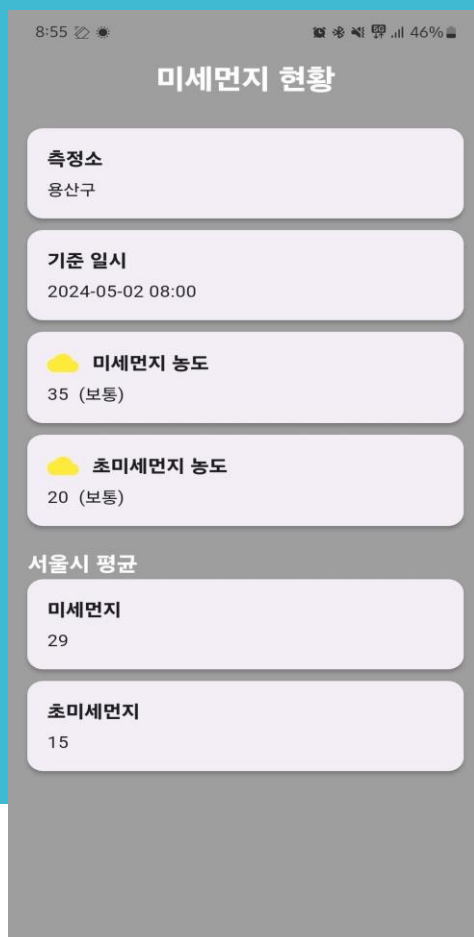 8:55
46%
미세먼지 현황
측정소
용산구
기준 일시
2024-05-02 08:00
미세먼지 농도
35 (보통)
초미세먼지 농도
20 (보통)
서울시 평균
미세먼지
29
초미세먼지
15